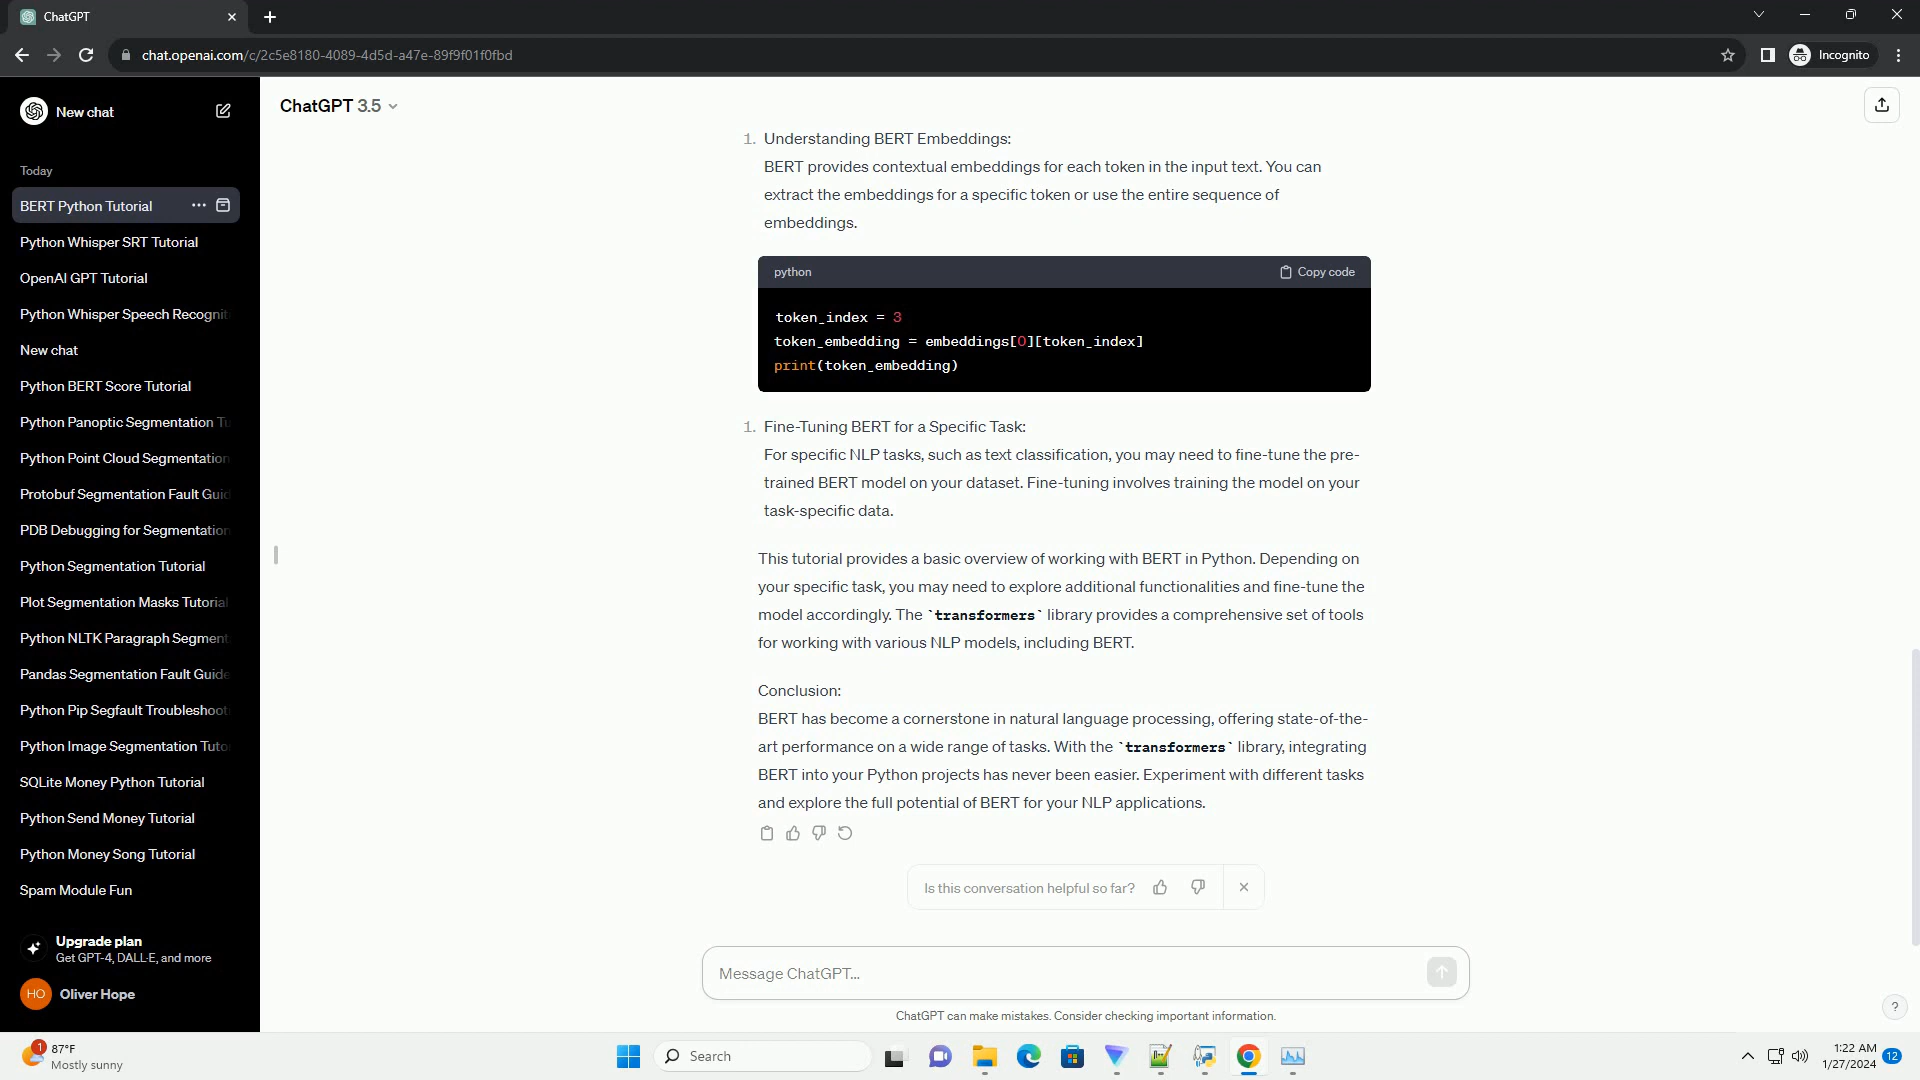 ChatGPT
chat.openai.com/c/2c5e8180-4089-4d5d-a47e-89f9f01f0fbd
Incognito
New chat
Today
BERT Python Tutorial
Python Whisper SRT Tutorial
OpenAI GPT Tutorial
Python Whisper Speech Recognit
New chat
Python BERT Score Tutorial
Python Panoptic Segmentation Tu
Python Point Cloud Segmentation
Protobuf Segmentation Fault Guid
PDB Debugging for Segmentation
Python Segmentation Tutorial
Plot Segmentation Masks Tutorial
Python NLTK Paragraph Segment
Pandas Segmentation Fault Guide
Python Pip Segfault Troubleshoot
Python Image Segmentation Tuto
SQLite Money Python Tutorial
Python Send Money Tutorial
Python Money Song Tutorial
Spam Module Fun
Upgrade plan
Get GPT-4, DALL·E, and more
HO Oliver Hope
ChatGPT 3.5
1. Understanding BERT Embeddings:
BERT provides contextual embeddings for each token in the input text. You can
extract the embeddings for a specific token or use the entire sequence of
embeddings.
python Copy code
token_index = 3
token_embedding = embeddings[0][token_index]
print(token_embedding)
1. Fine-Tuning BERT for a Specific Task:
For specific NLP tasks, such as text classification, you may need to fine-tune the pre-
trained BERT model on your dataset. Fine-tuning involves training the model on your
task-specific data.
This tutorial provides a basic overview of working with BERT in Python. Depending on
your specific task, you may need to explore additional functionalities and fine-tune the
model accordingly. The `transformers` library provides a comprehensive set of tools
for working with various NLP models, including BERT.
Conclusion:
BERT has become a cornerstone in natural language processing, offering state-of-the-
art performance on a wide range of tasks. With the `transformers` library, integrating
BERT into your Python projects has never been easier. Experiment with different tasks
and explore the full potential of BERT for your NLP applications.
Is this conversation helpful so far?
Message ChatGPT...
ChatGPT can make mistakes. Consider checking important information.
?
1
87°F
Mostly sunny
Search
1:22 AM
1/27/2024
12